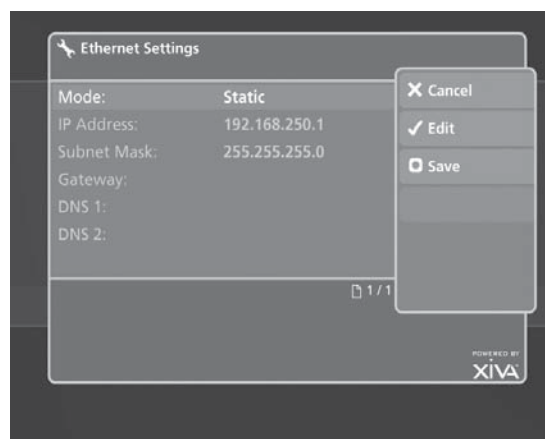 Ethernet Settings
Mode: Static
IP Address: 192.168.250.1
Subnet Mask: 255.255.255.0
Gateway:
DNS 1:
DNS 2:
1 / 1
Cancel
Edit
Save
POWERED BY
XIVA